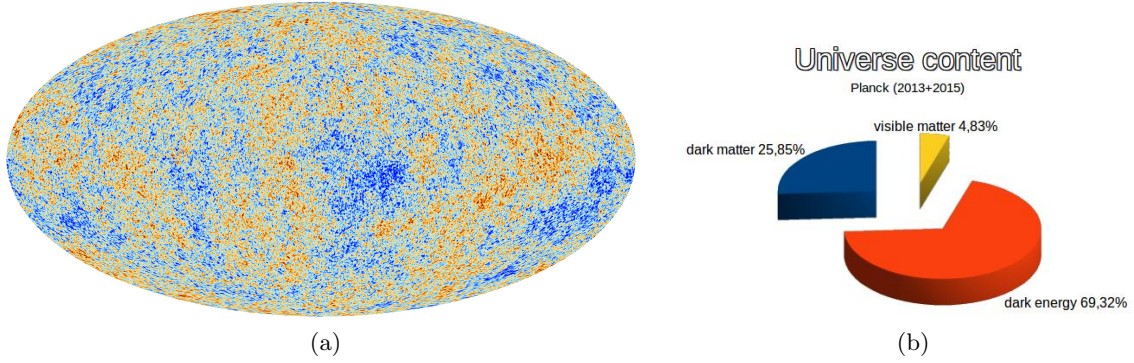 Universe content
Planck (2013+2015)
visible matter 4,83%
dark matter 25,85%
dark energy 69,32%
(a)
(b)